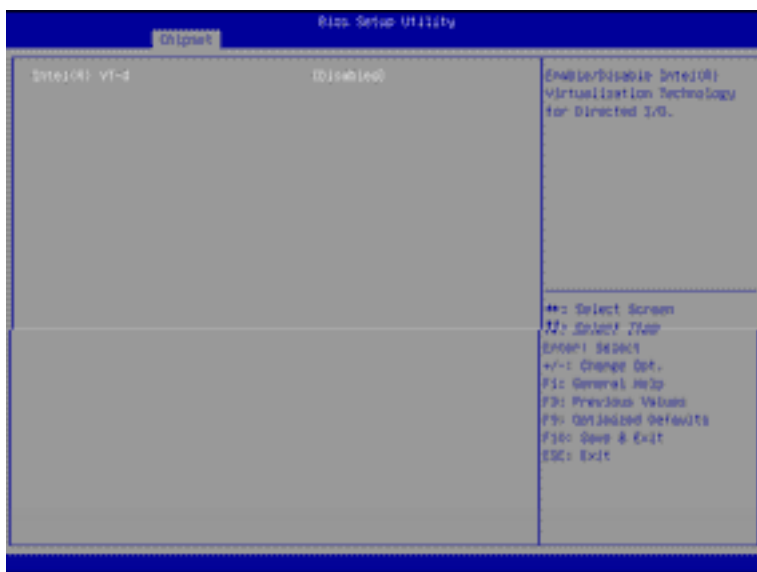 Bios Setup Utility
Chipset
Intel(R) VT-d [Disabled]
Enable/Disable Intel(R)
Virtualization Technology
for Directed I/O.
: Select Screen
: Select Item
Enter: Select
+/-: Change Opt.
F1: General Help
Previous Values
F9: Optimized Defaults
F10: Save & Exit
ESC: Exit